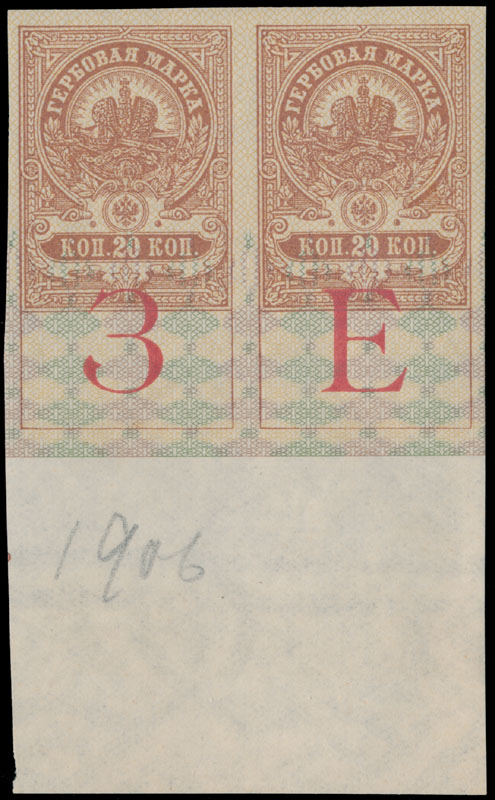 ГЕРБОВАЯ МАРКА ГЕРБОВАЯ МАРКА
КОП. 20 КОП. КОП. 20 КОП.
З Е
1906